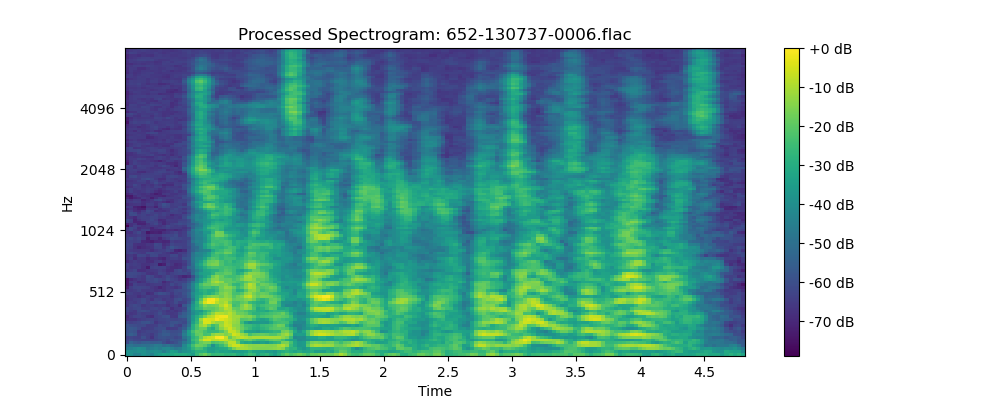 Processed Spectrogram: 652-130737-0006.flac
Hz
4096
2048
1024
512
0
0
0.5
1
1.5
2
2.5
3
3.5
4
4.5
Time
+0 dB
-10 dB
-20 dB
-30 dB
-40 dB
-50 dB
-60 dB
-70 dB